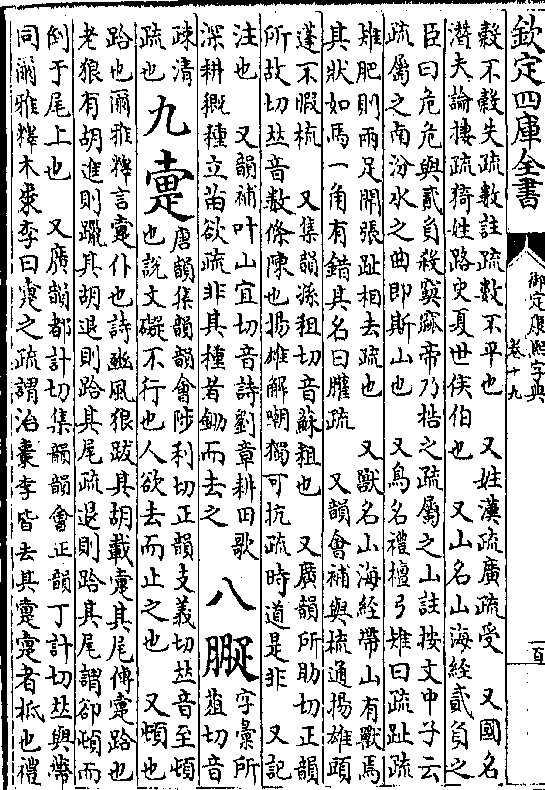 欽定四庫全書
御定康熙字典
卷十九
一百
穀不穀失疏數註疏數不平也　又姓漢疏廣疏受　又國名
潛夫論摟疏猗姓路史夏世侯伯也　又山名山海經貳負之
臣曰危危與貳負殺窫窳帝乃梏之疏屬之山註按文中子云
疏屬之南汾水之曲即斯山也　又鳥名禮檀弓雉曰疏趾疏
雉肥則兩足開張趾相去疏也　又獸名山海經帶山有獸焉
其狀如馬一角有錯其名曰䑏疏　又韻會補與梳通揚雄頭
蓬不暇梳　又集韻孫租切音蘇粗也　又廣韻所助切正韻
所故切𠀤音數條陳也揚雄解嘲獨可抗疏時道是非　又記
注也　又韻補叶山宜切音詩劉章耕田歌
深耕穊種立苗欲疏非其種者鋤而去之
八
字彙所
葅切音
疎清
疏也
九疐
唐韻集韻韻會陟利切正韻支義切𠀤音至頓
也說文礙不行也人欲去而止之也　又頓也
路也爾雅釋言疐仆也詩豳風狼跋其胡載疐其尾傳疐跲也
老狼有胡進則躐其胡退則跲其尾疏退則跲其尾謂卻頓而
倒于尾上也　又廣韻都計切集韻韻會正韻丁計切𠀤與蔕
同爾雅釋木棗李曰疐之疏謂治棗李皆去其疐疐者柢也禮